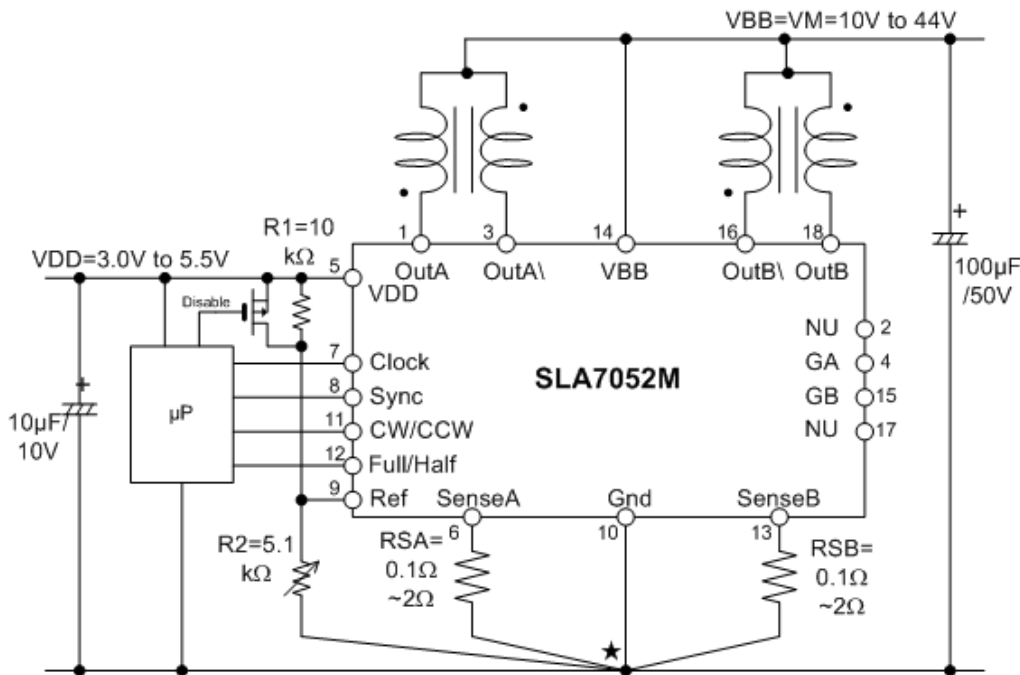 VBB=VM=10V to 44V
R1=10
kΩ
1
3
14
16
18
VDD=3.0V to 5.5V
5
OutA
OutA\
VBB
OutB\
OutB
+
100µF
/50V
VDD
Disable
NU
2
7
Clock
GA
4
SLA7052M
8
Sync
GB
15
+
10µF/
10V
µP
11
CW/CCW
NU
17
12
Full/Half
9
Ref
SenseA
Gnd
SenseB
6
10
13
R2=5.1
kΩ
RSA=
0.1Ω
~2Ω
RSB=
0.1Ω
~2Ω